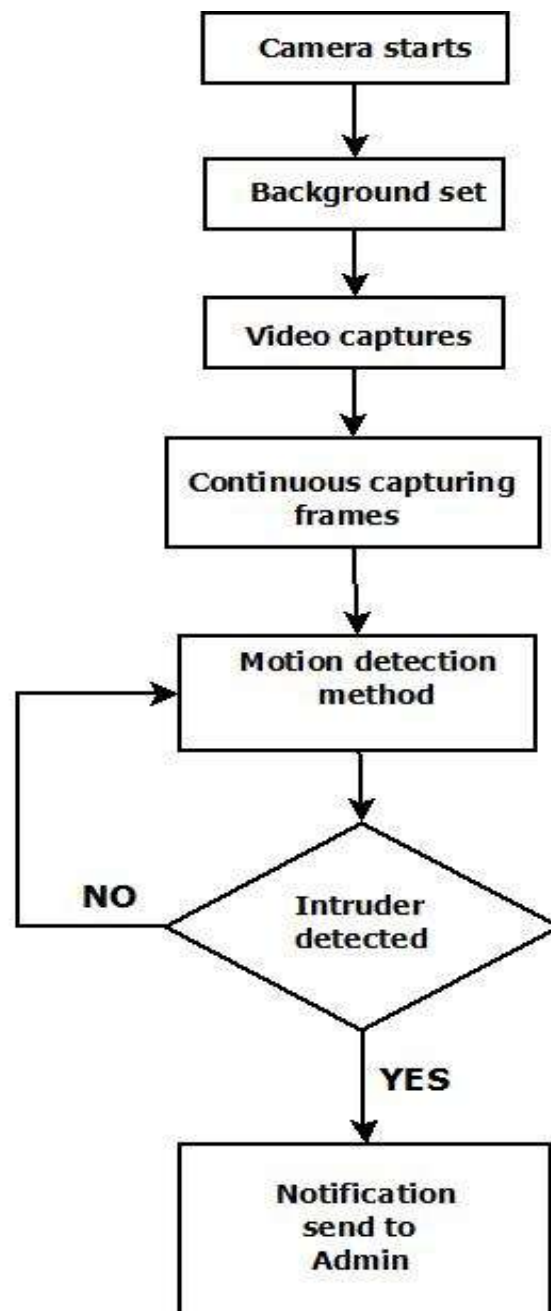 Camera starts
Background set
Video captures
Continuous capturing
frames
Motion detection
method
Intruder
detected
NO
YES
Notification
send to
Admin